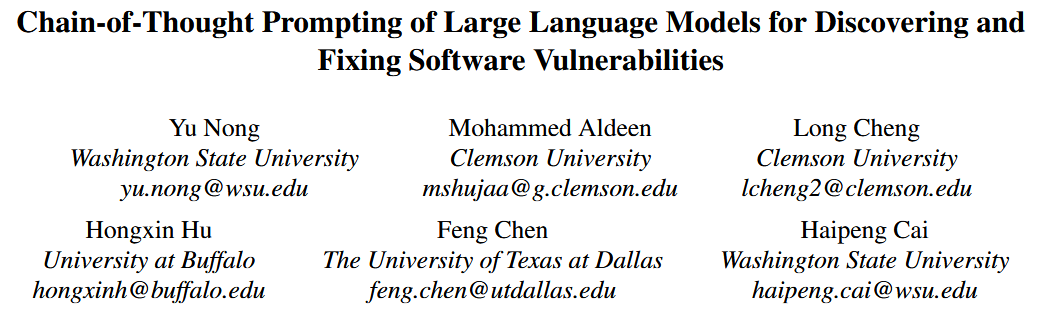 Chain-of-Thought Prompting of Large Language Models for Discovering and
Fixing Software Vulnerabilities
Yu Nong
Washington State University
yu.nong@wsu.edu
Mohammed Aldeen
Clemson University
mshujaa@g.clemson.edu
Long Cheng
Clemson University
lcheng2@clemson.edu
Hongxin Hu
University at Buffalo
hongxinh@buffalo.edu
Feng Chen
The University of Texas at Dallas
feng.chen@utdallas.edu
Haipeng Cai
Washington State University
haipeng.cai@wsu.edu